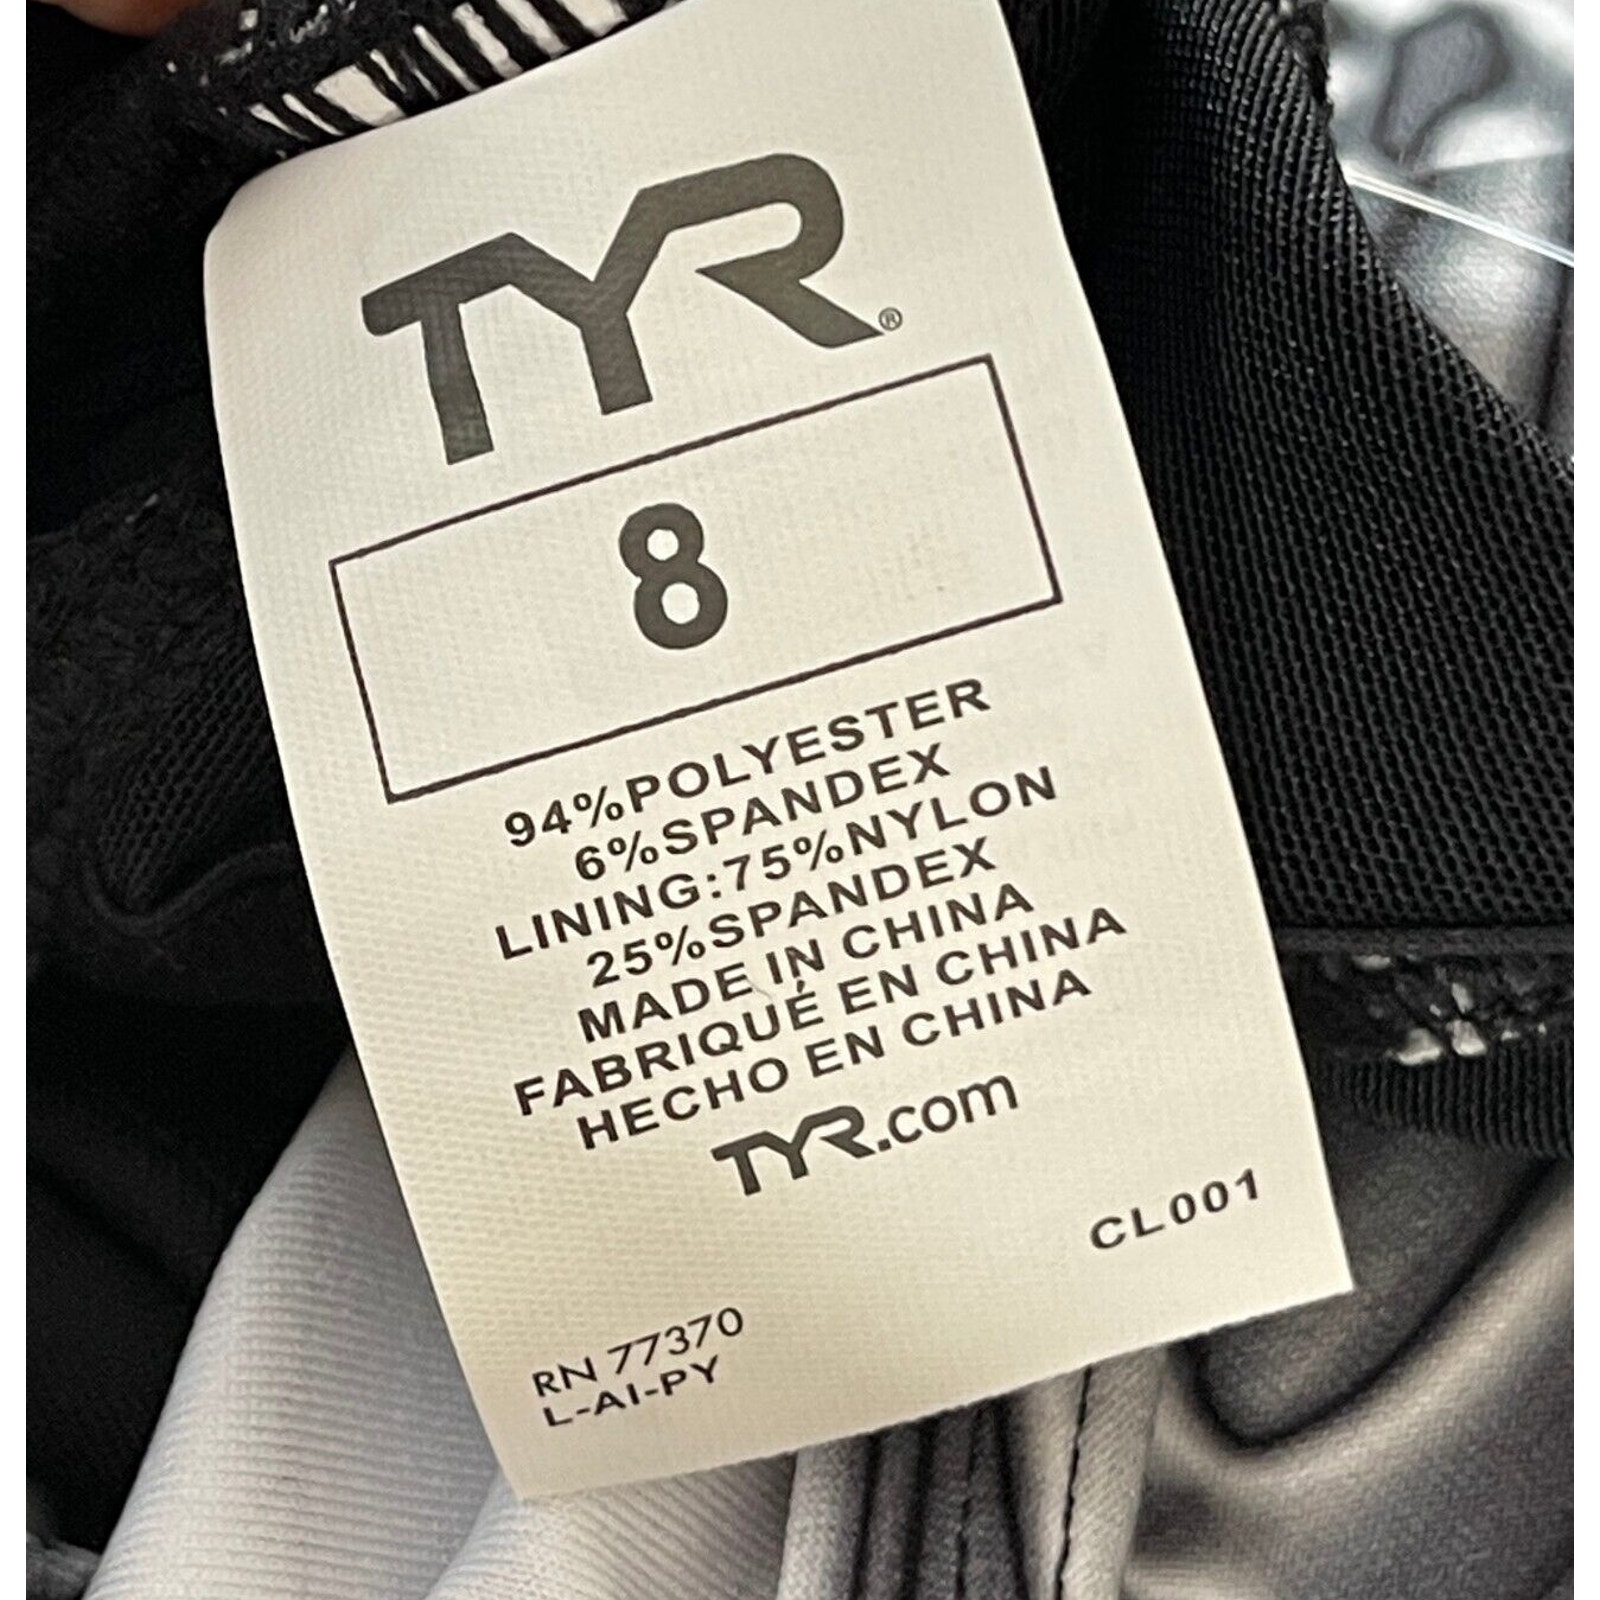 TYR®
8
94%POLYESTER
6%SPANDEX
LINING:75%NYLON
25%SPANDEX
MADE IN CHINA
FABRIQUÉ EN CHINA
HECHO EN CHINA
TYR.com
CL001
RN 77370
L-AI-PY